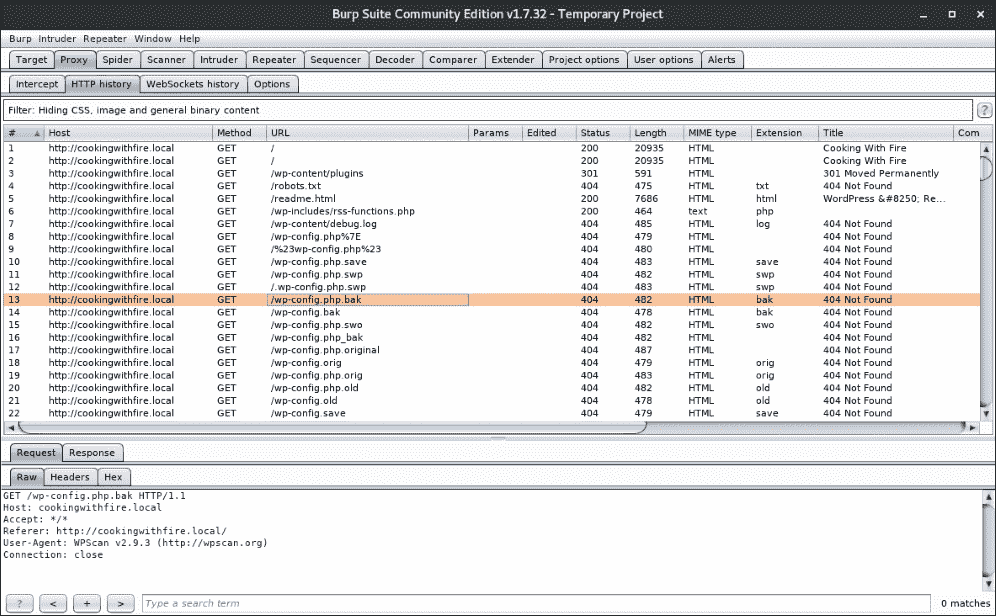 Burp Suite Community Edition v1.7.32 - Temporary Project
Burp Intruder Repeater Window Help
Target Proxy Spider Scanner Intruder Repeater Sequencer Decoder Comparer Extender Project options User options Alerts
Intercept HTTP history WebSockets history Options
Filter: Hiding CSS, image and general binary content ?
# Host Method URL Params Edited Status Length MIME type Extension Title Com
1 http://cookingwithfire.local GET / 200 20935 HTML Cooking With Fire
2 http://cookingwithfire.local GET / 200 20935 HTML Cooking With Fire
3 http://cookingwithfire.local GET /wp-content/plugins 301 591 HTML 301 Moved Permanently
4 http://cookingwithfire.local GET /robots.txt 404 475 HTML txt 404 Not Found
5 http://cookingwithfire.local GET /readme.html 200 7686 HTML html WordPress &#8250; Re...
6 http://cookingwithfire.local GET /wp-includes/rss-functions.php 200 464 text php
7 http://cookingwithfire.local GET /wp-content/debug.log 404 485 HTML log 404 Not Found
8 http://cookingwithfire.local GET /wp-config.php%7E 404 479 HTML 404 Not Found
9 http://cookingwithfire.local GET /%23wp-config.php%23 404 480 HTML 404 Not Found
10 http://cookingwithfire.local GET /wp-config.php.save 404 483 HTML save 404 Not Found
11 http://cookingwithfire.local GET /wp-config.php.swp 404 482 HTML swp 404 Not Found
12 http://cookingwithfire.local GET /.wp-config.php.swp 404 483 HTML swp 404 Not Found
13 http://cookingwithfire.local GET /wp-config.php.bak 404 482 HTML bak 404 Not Found
14 http://cookingwithfire.local GET /wp-config.bak 404 478 HTML bak 404 Not Found
15 http://cookingwithfire.local GET /wp-config.php.swo 404 482 HTML swo 404 Not Found
16 http://cookingwithfire.local GET /wp-config.php_bak 404 482 HTML 404 Not Found
17 http://cookingwithfire.local GET /wp-config.php.original 404 487 HTML 404 Not Found
18 http://cookingwithfire.local GET /wp-config.orig 404 479 HTML orig 404 Not Found
19 http://cookingwithfire.local GET /wp-config.php.orig 404 483 HTML orig 404 Not Found
20 http://cookingwithfire.local GET /wp-config.php.old 404 482 HTML old 404 Not Found
21 http://cookingwithfire.local GET /wp-config.old 404 478 HTML old 404 Not Found
22 http://cookingwithfire.local GET /wp-config.save 404 479 HTML save 404 Not Found
Request Response
Raw Headers Hex
GET /wp-config.php.bak HTTP/1.1
Host: cookingwithfire.local
Accept: */*
Referer: http://cookingwithfire.local/
User-Agent: WPScan v2.9.3 (http://wpscan.org)
Connection: close
? < + > Type a search term 0 matches